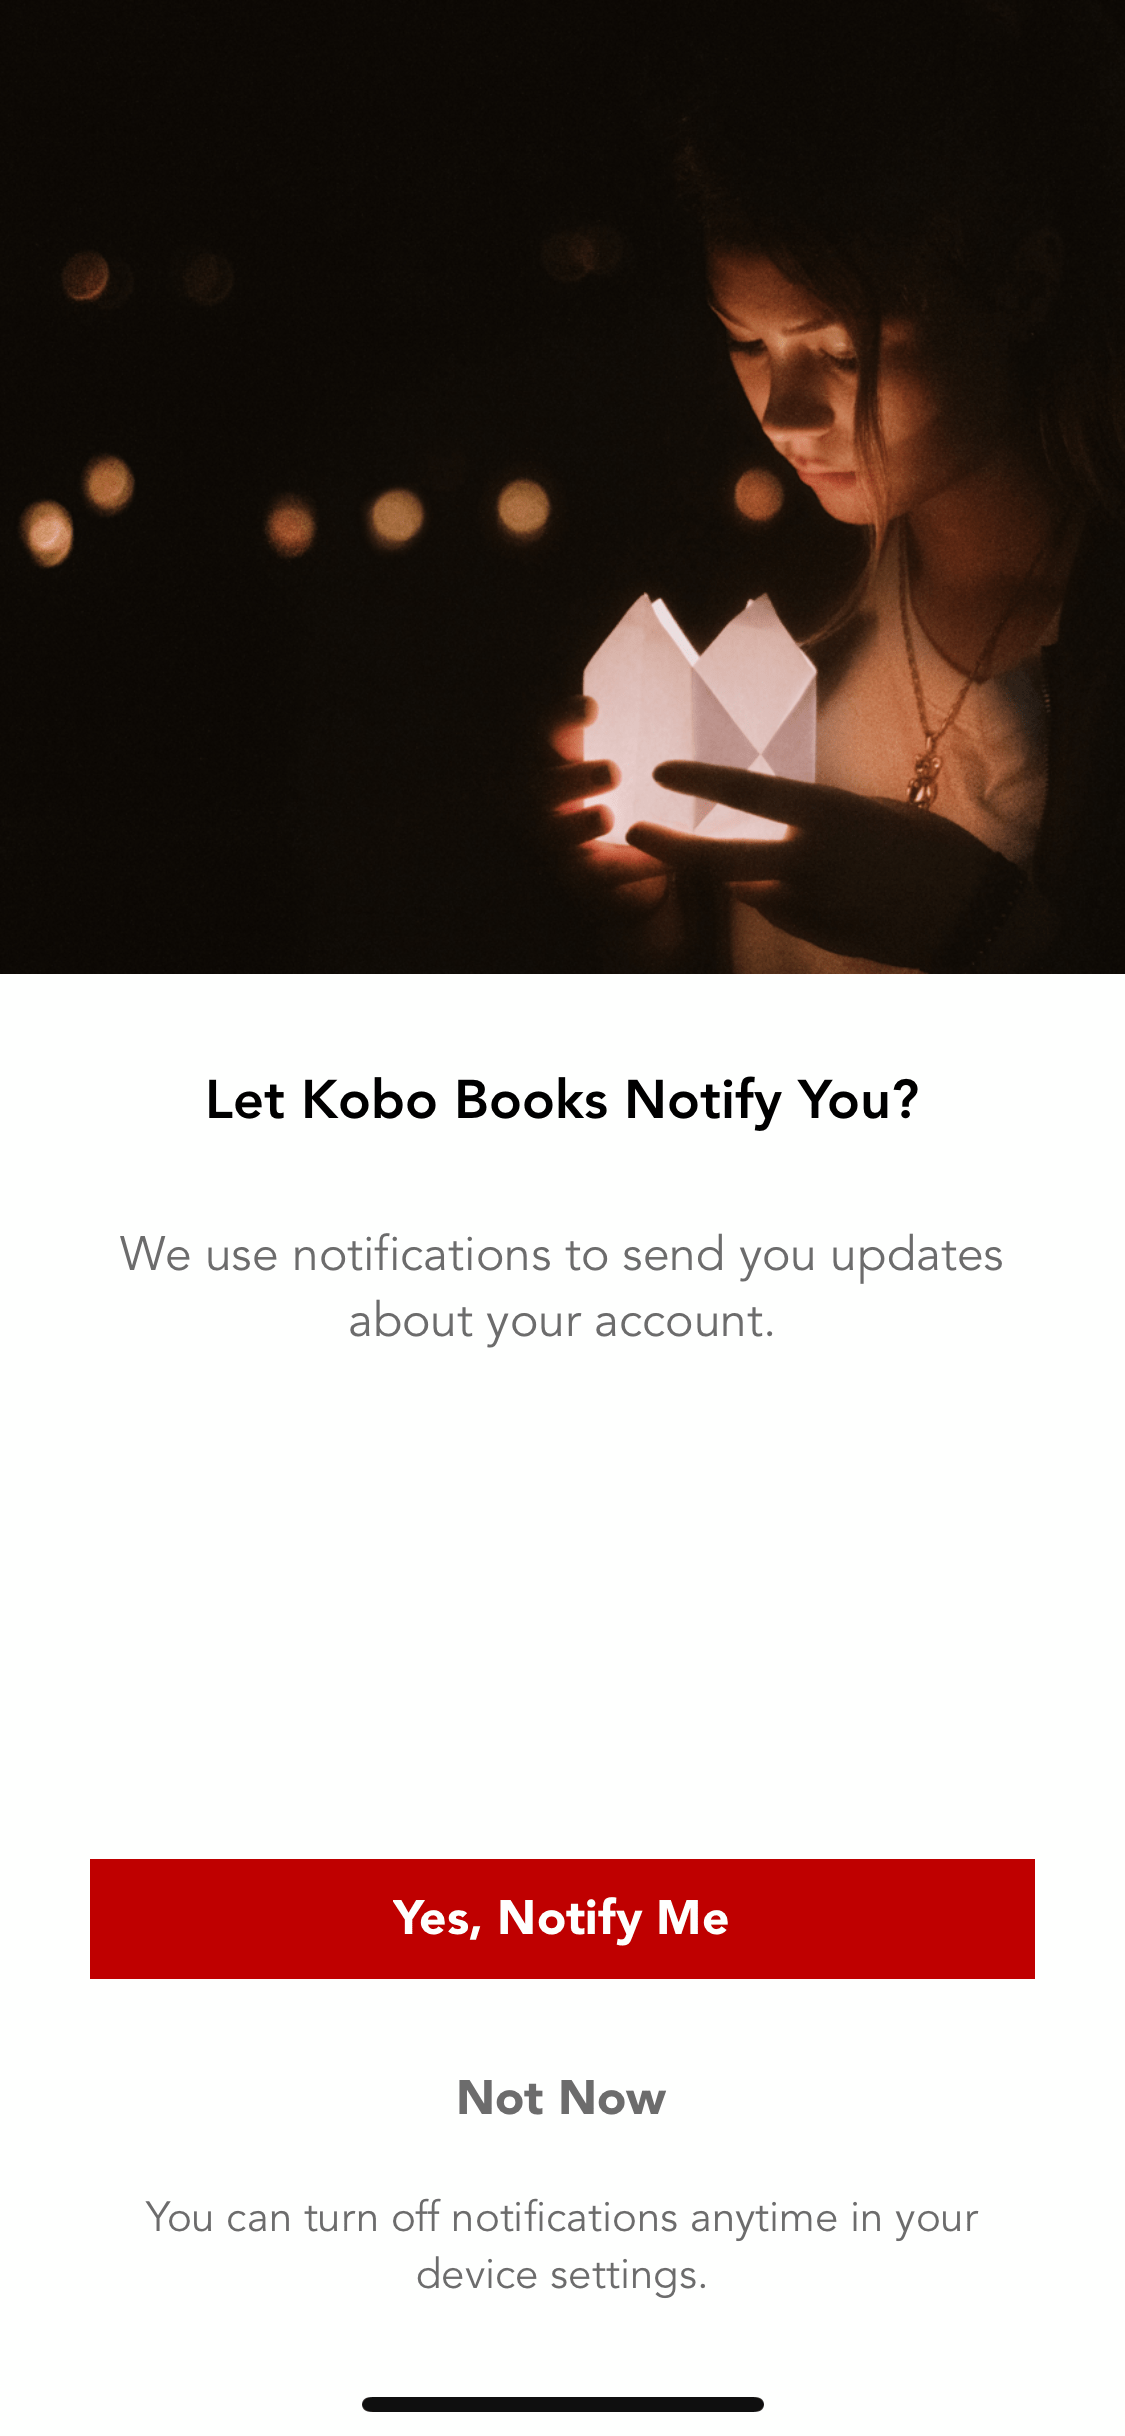 Let Kobo Books Notify You?
We use notifications to send you updates
about your account.
Yes, Notify Me
Not Now
You can turn off notifications anytime in your
device settings.